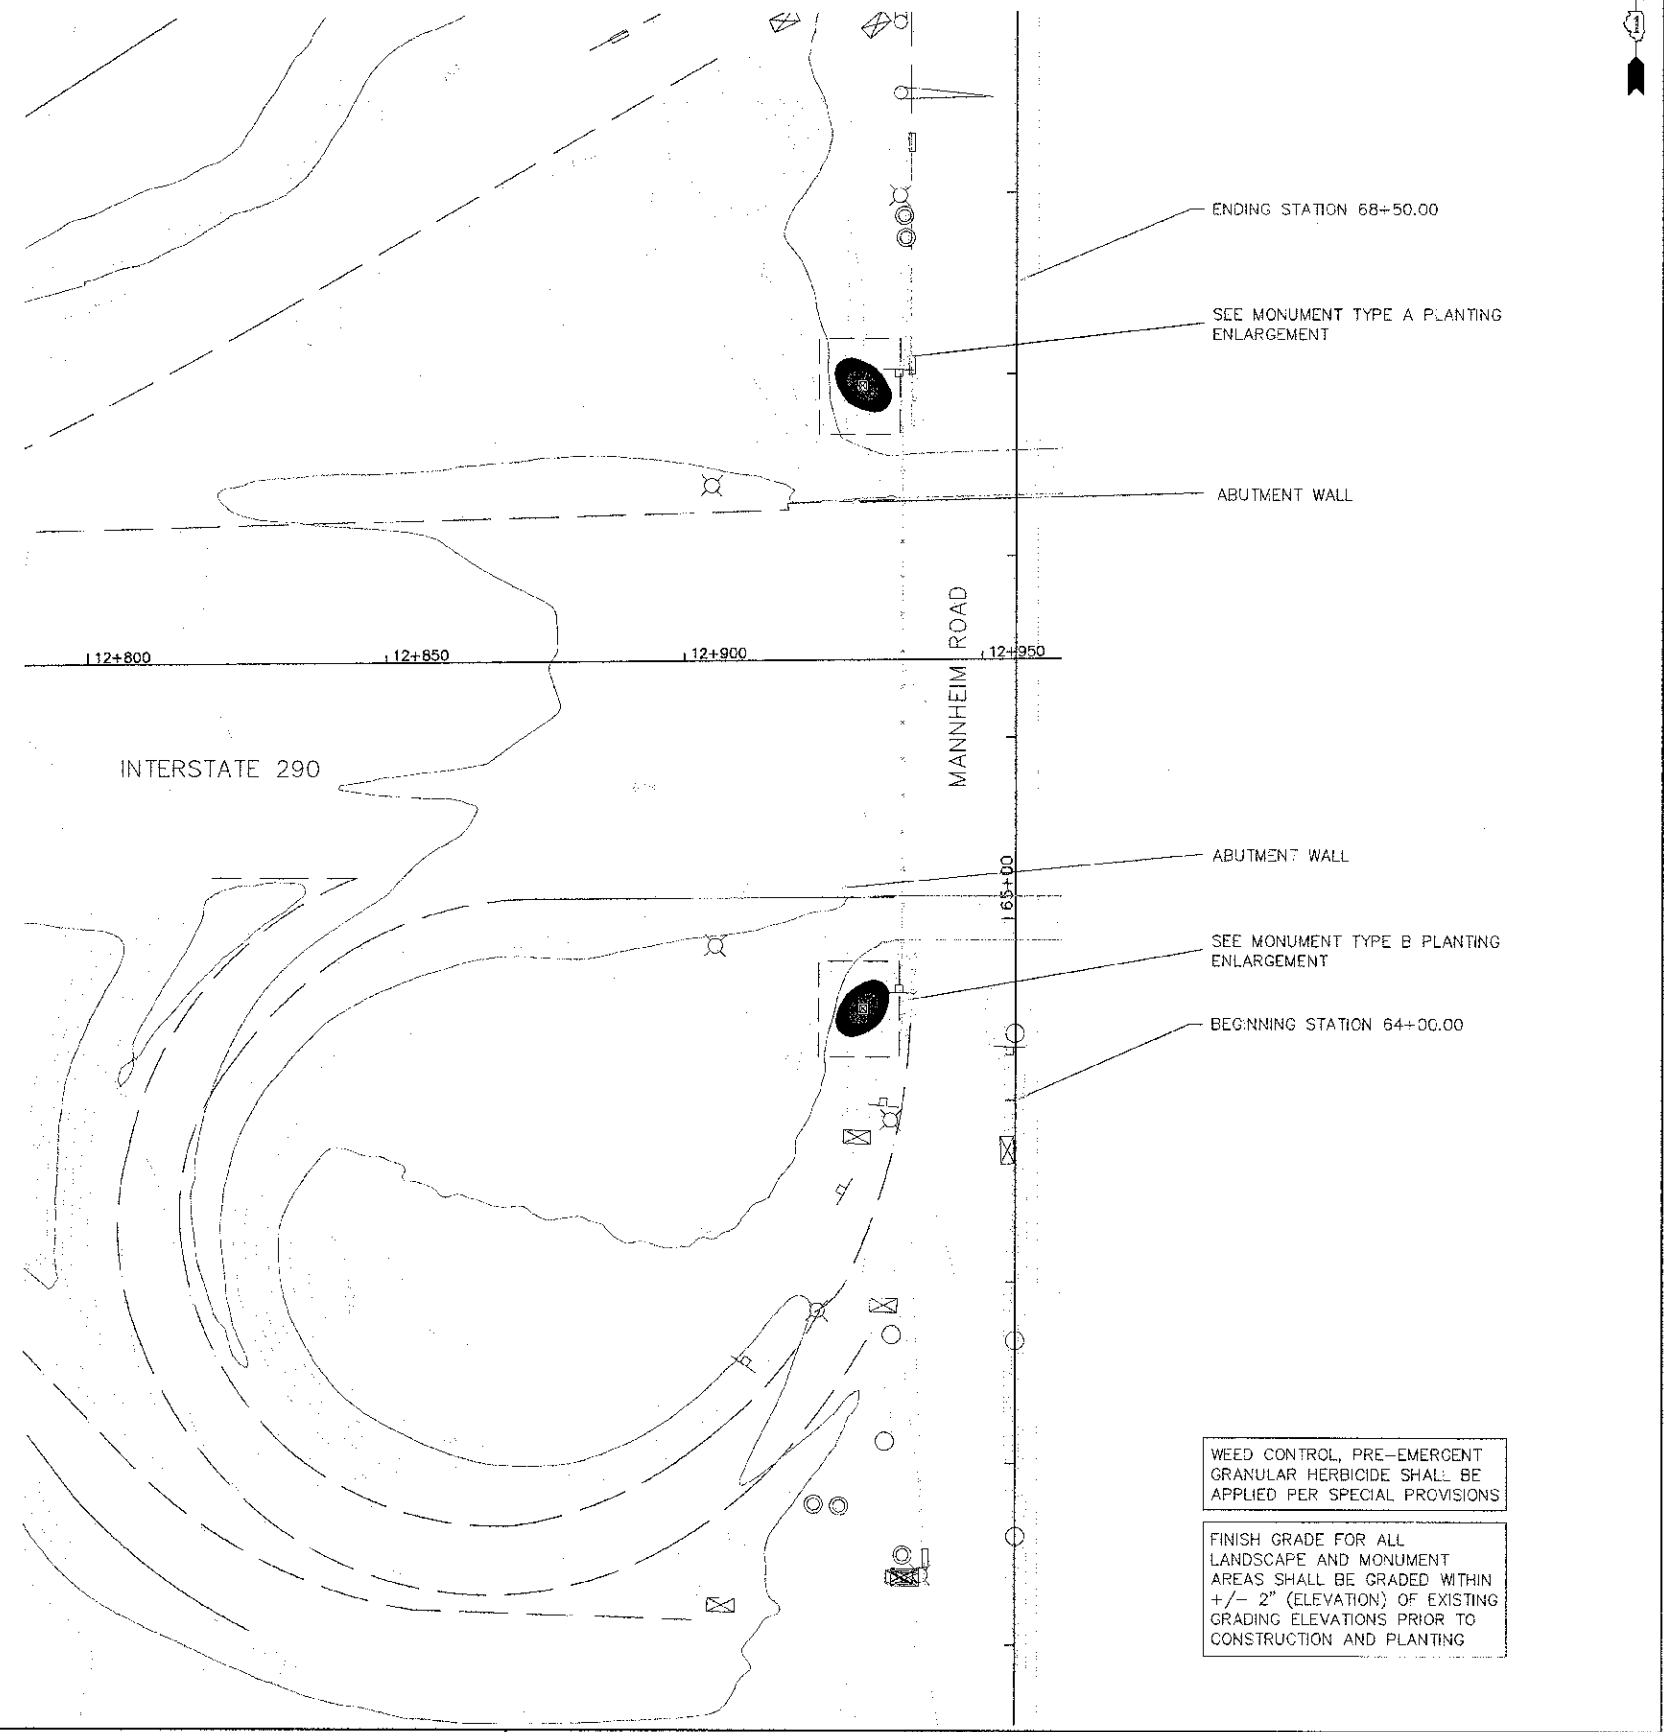 ENDING STATION 68+50.00
SEE MONUMENT TYPE A PLANTING
ENLARGEMENT
ABUTMENT WALL
MANNHEIM ROAD
12+800
12+850
12+900
12+950
INTERSTATE 290
ABUTMENT WALL
65+00
SEE MONUMENT TYPE B PLANTING
ENLARGEMENT
BEGINNING STATION 64+00.00
WEED CONTROL, PRE-EMERGENT
GRANULAR HERBICIDE SHALL BE
APPLIED PER SPECIAL PROVISIONS
FINISH GRADE FOR ALL
LANDSCAPE AND MONUMENT
AREAS SHALL BE GRADED WITHIN
+/- 2" (ELEVATION) OF EXISTING
GRADING ELEVATIONS PRIOR TO
CONSTRUCTION AND PLANTING